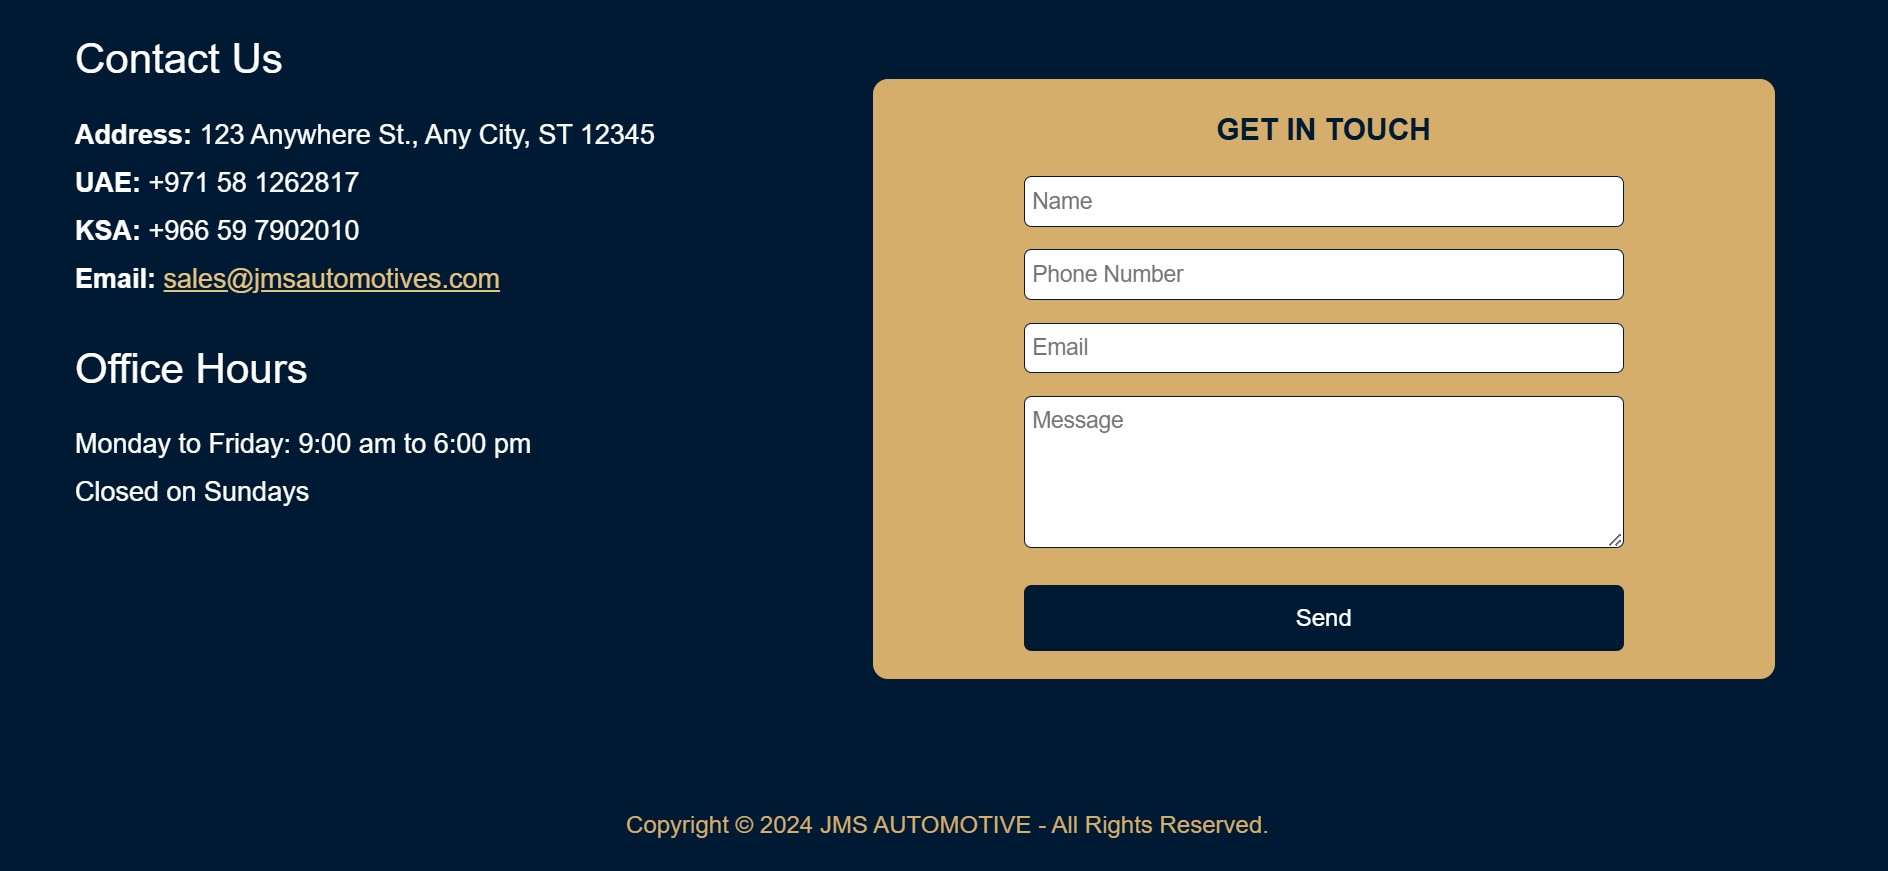 Contact Us
Address: 123 Anywhere St., Any City, ST 12345
UAE: +971 58 1262817
KSA: +966 59 7902010
Email: sales@jmsautomotives.com
Office Hours
Monday to Friday: 9:00 am to 6:00 pm
Closed on Sundays
GET IN TOUCH
Name
Phone Number
Email
Message
Send
Copyright © 2024 JMS AUTOMOTIVE - All Rights Reserved.